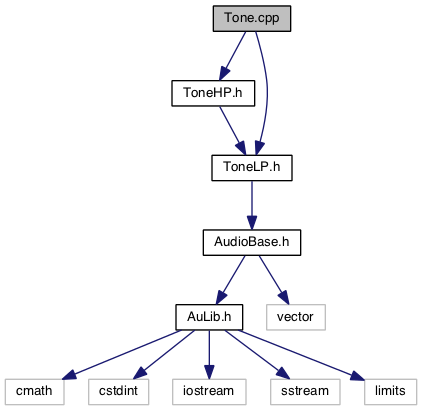 Tone.cpp
ToneHP.h
ToneLP.h
AudioBase.h
AuLib.h
vector
cmath
cstdint
iostream
sstream
limits